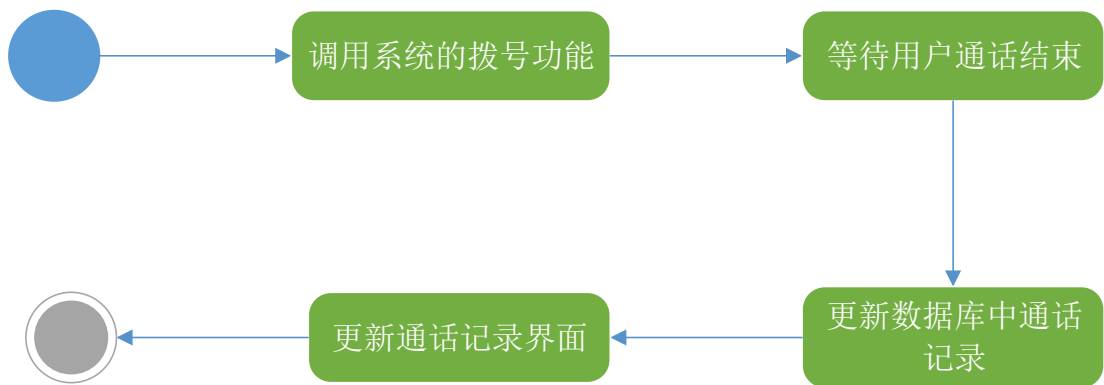 调用系统的拨号功能
等待用户通话结束
更新数据库中通话
记录
更新通话记录界面